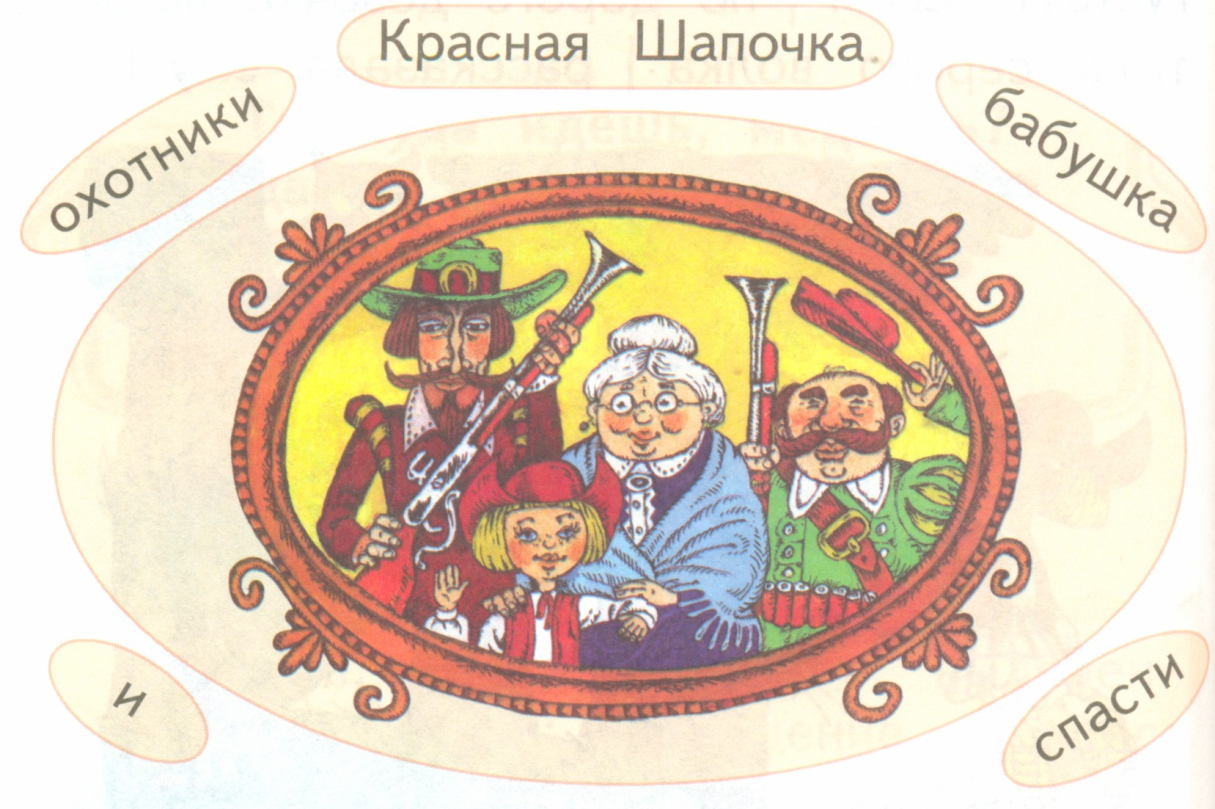 Красная Шапочка
охотники
бабушка
и
спасти